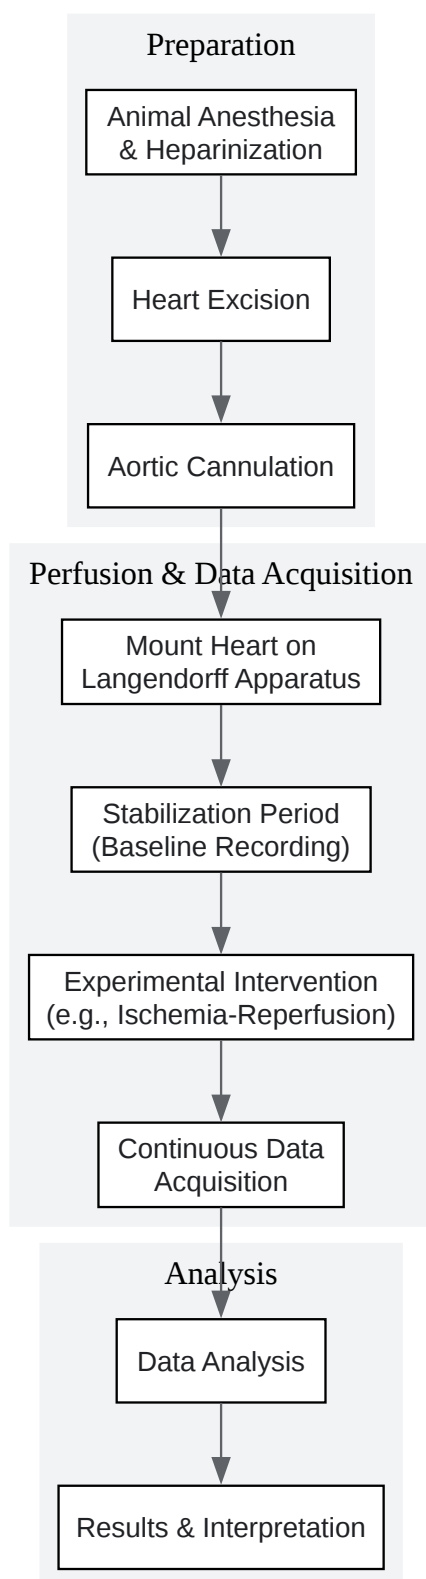 Preparation
Animal Anesthesia
& Heparinization
Heart Excision
Aortic Cannulation
Perfusion & Data Acquisition
Mount Heart on
Langendorff Apparatus
Stabilization Period
(Baseline Recording)
Experimental Intervention
(e.g., Ischemia-Reperfusion)
Continuous Data
Acquisition
Analysis
Data Analysis
Results & Interpretation